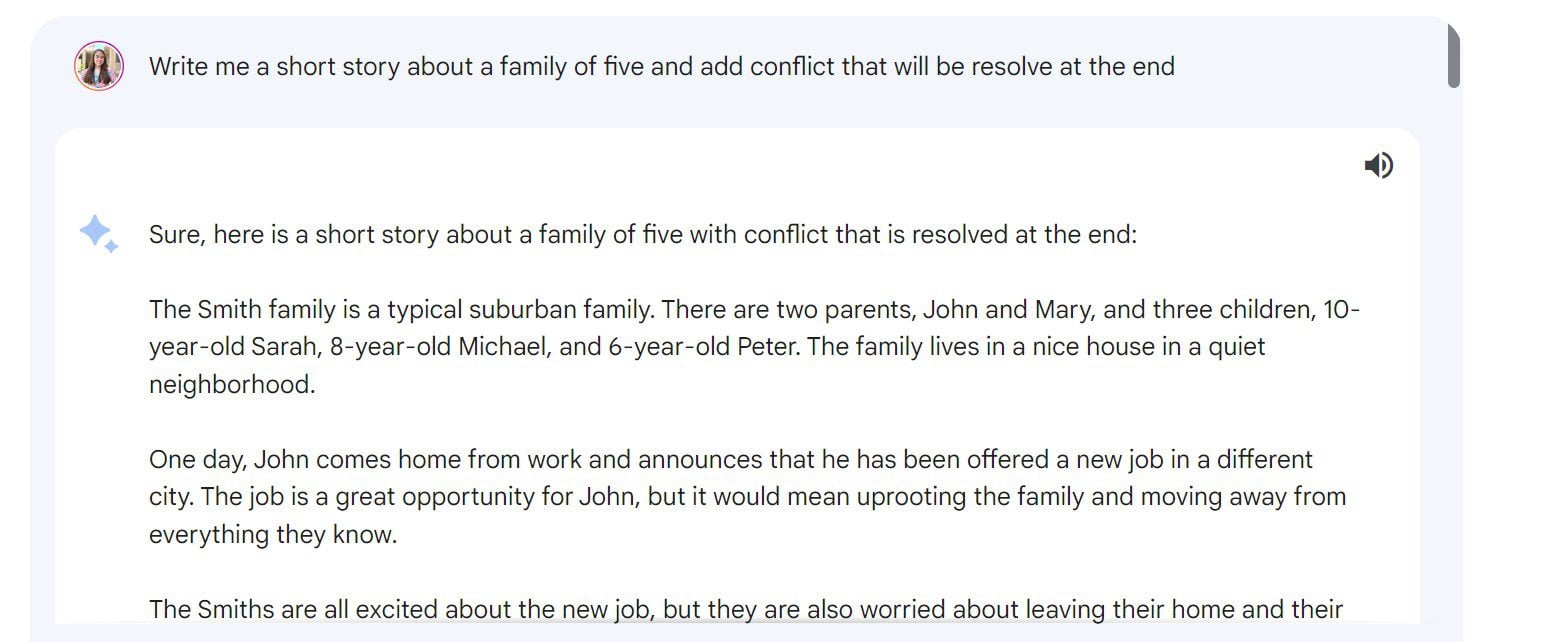 Write me a short story about a family of five and add conflict that will be resolve at the end
Sure, here is a short story about a family of five with conflict that is resolved at the end:
The Smith family is a typical suburban family. There are two parents, John and Mary, and three children, 10-
year-old Sarah, 8-year-old Michael, and 6-year-old Peter. The family lives in a nice house in a quiet
neighborhood.
One day, John comes home from work and announces that he has been offered a new job in a different
city. The job is a great opportunity for John, but it would mean uprooting the family and moving away from
everything they know.
The Smiths are all excited about the new job, but they are also worried about leaving their home and their